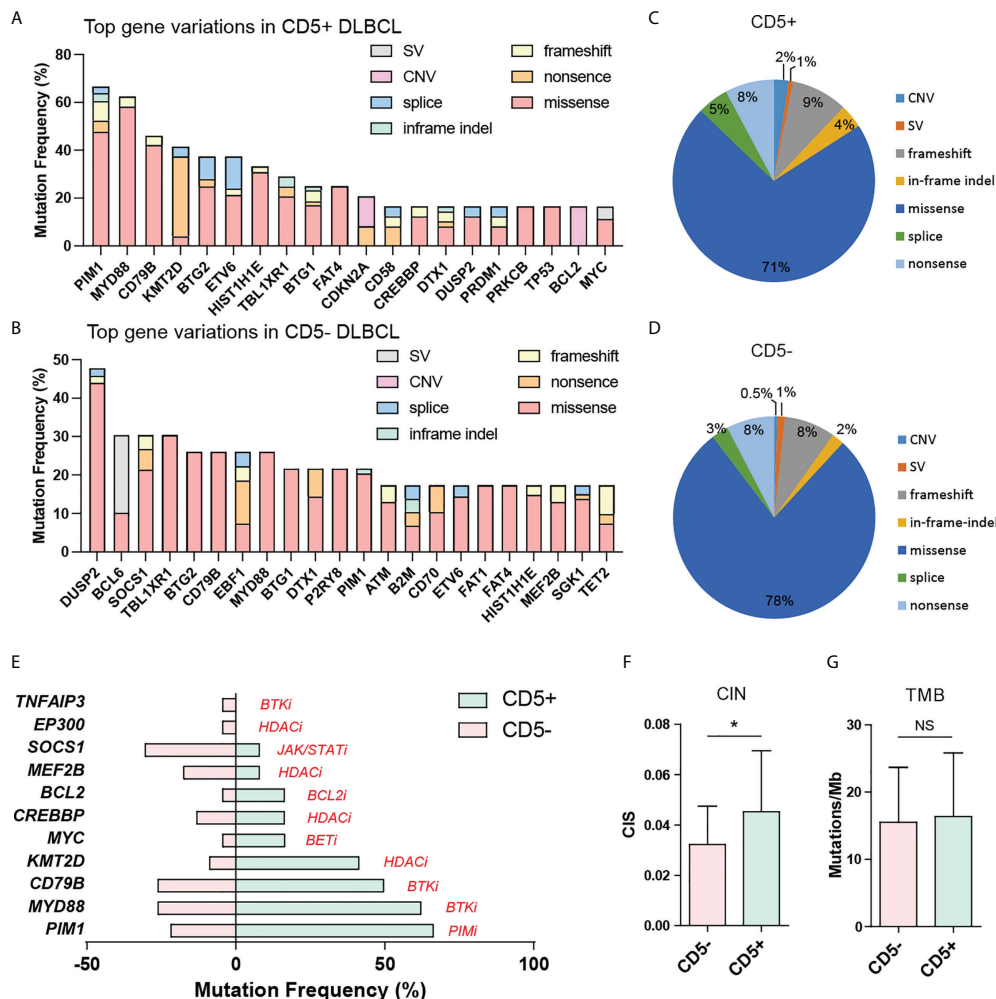 A
Top gene variations in CD5+ DLBCL
SV
CNV
splice
inframe indel
frameshift
nonsence
missense
Mutation Frequency (%)
80
60
40
20
0
PIM1
MYD88
CD79B
KMT2D
BTG2
ETV6
HIST1H1E
TBL1XR1
BTG1
FAT4
CDKN2A
CD58
CREBBP
DTX1
DUSP2
PRDM1
PRKCB
TP53
BCL2
MYC
B
Top gene variations in CD5- DLBCL
SV
CNV
splice
inframe indel
frameshift
nonsence
missense
Mutation Frequency (%)
50
40
30
20
10
0
DUSP2
BCL6
SOCS1
TBL1XR1
BTG2
CD79B
EBF1
MYD88
BTG1
DTX1
P2RY8
PIM1
ATM
B2M
CD70
ETV6
FAT1
FAT4
HIST1H1E
MEF2B
SGK1
TET2
C
CD5+
2%
1%
9%
4%
71%
5%
8%
CNV
SV
frameshift
in-frame indel
missense
splice
nonsense
D
CD5-
0.5%
1%
8%
2%
78%
3%
8%
CNV
SV
frameshift
in-frame-indel
missense
splice
nonsense
E
CD5+
CD5-
TNFAIP3 BTKi
EP300 HDACi
SOCS1 JAK/STATi
MEF2B HDACi
BCL2 BCL2i
CREBBP HDACi
MYC BETi
KMT2D HDACi
CD79B BTKi
MYD88 BTKi
PIM1 PIMi
-50 0 50 100
Mutation Frequency (%)
F
CIN
*
CIS
0.08
0.06
0.04
0.02
0.00
CD5-
CD5+
G
TMB
NS
Mutations/Mb
30
20
10
0
CD5-
CD5+